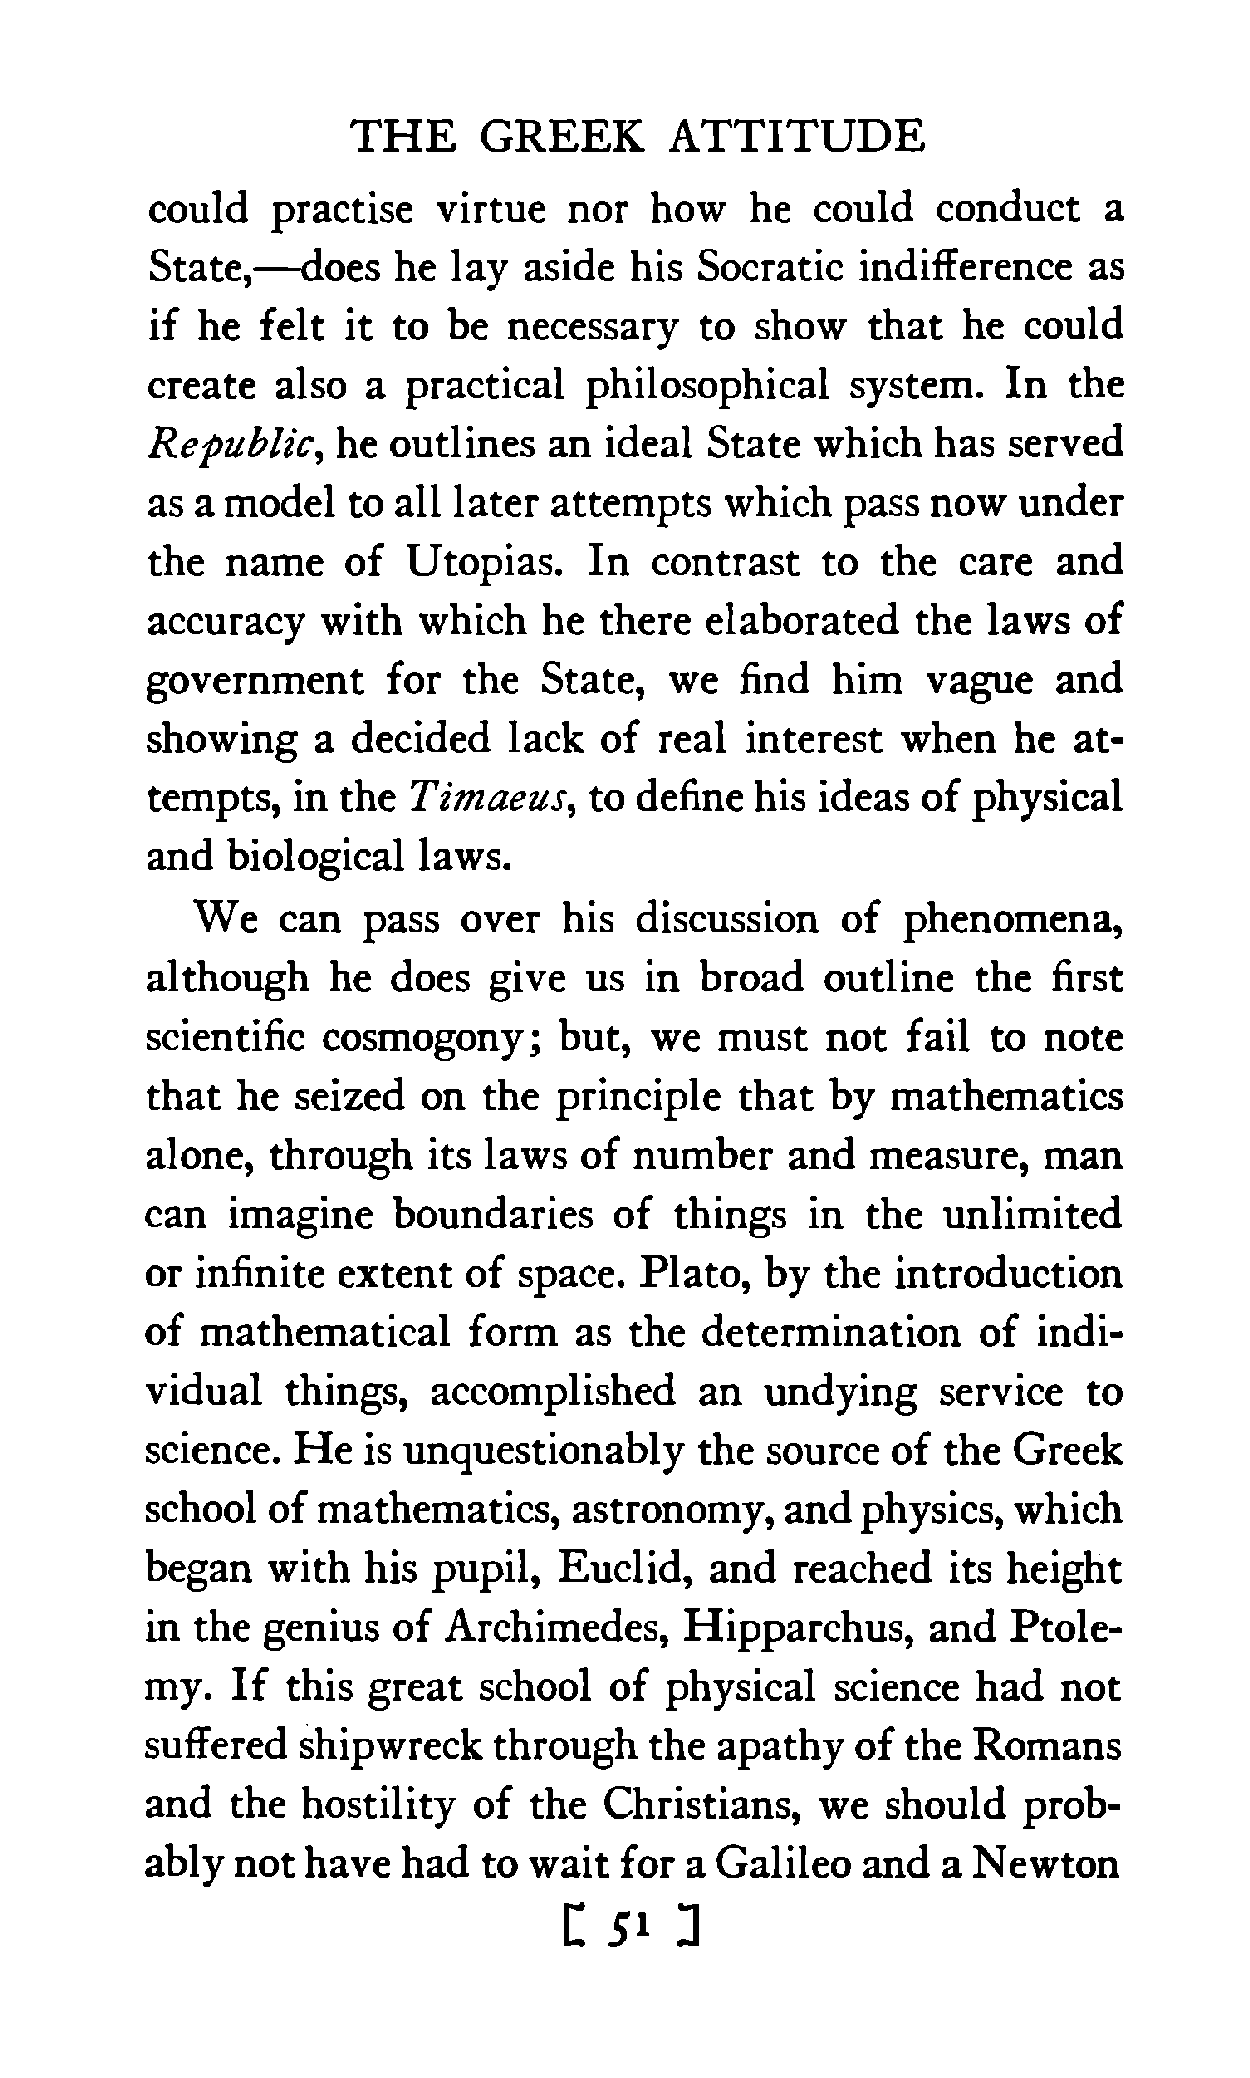 THE GREEK ATTITUDE
could practise virtue nor how he could conduct a
State,—does he lay aside his Socratic indifference as
if he felt it to be necessary to show that he could
create also a practical philosophical system. In the
Republic, he outlines an ideal State which has served
as a model to all later attempts which pass now under
the name of Utopias. In contrast to the care and
accuracy with which he there elaborated the laws of
government for the State, we find him vague and
showing a decided lack of real interest when he at-
tempts, in the Timaeus, to define his ideas of physical
and biological laws.
We can pass over his discussion of phenomena,
although he does give us in broad outline the first
scientific cosmogony; but, we must not fail to note
that he seized on the principle that by mathematics
alone, through its laws of number and measure, man
can imagine boundaries of things in the unlimited
or infinite extent of space. Plato, by the introduction
of mathematical form as the determination of indi-
vidual things, accomplished an undying service to
science. He is unquestionably the source of the Greek
school of mathematics, astronomy, and physics, which
began with his pupil, Euclid, and reached its height
in the genius of Archimedes, Hipparchus, and Ptole-
my. If this great school of physical science had not
suffered shipwreck through the apathy of the Romans
and the hostility of the Christians, we should prob-
ably not have had to wait for a Galileo and a Newton
[ 51 ]